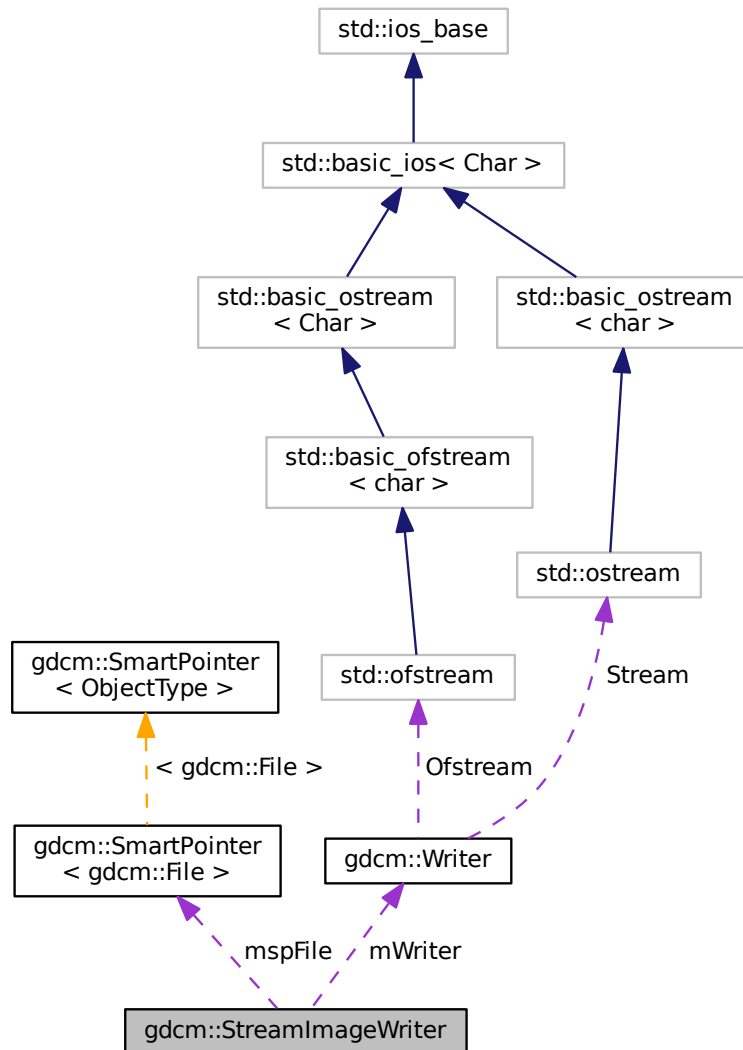 std::ios_base
std::basic_ios< Char >
std::basic_ostream
< Char >
std::basic_ostream
< char >
std::basic_ofstream
< char >
std::ostream
gdcm::SmartPointer
< ObjectType >
std::ofstream
Stream
< gdcm::File >
Ofstream
gdcm::SmartPointer
< gdcm::File >
gdcm::Writer
mspFile
mWriter
gdcm::StreamImageWriter